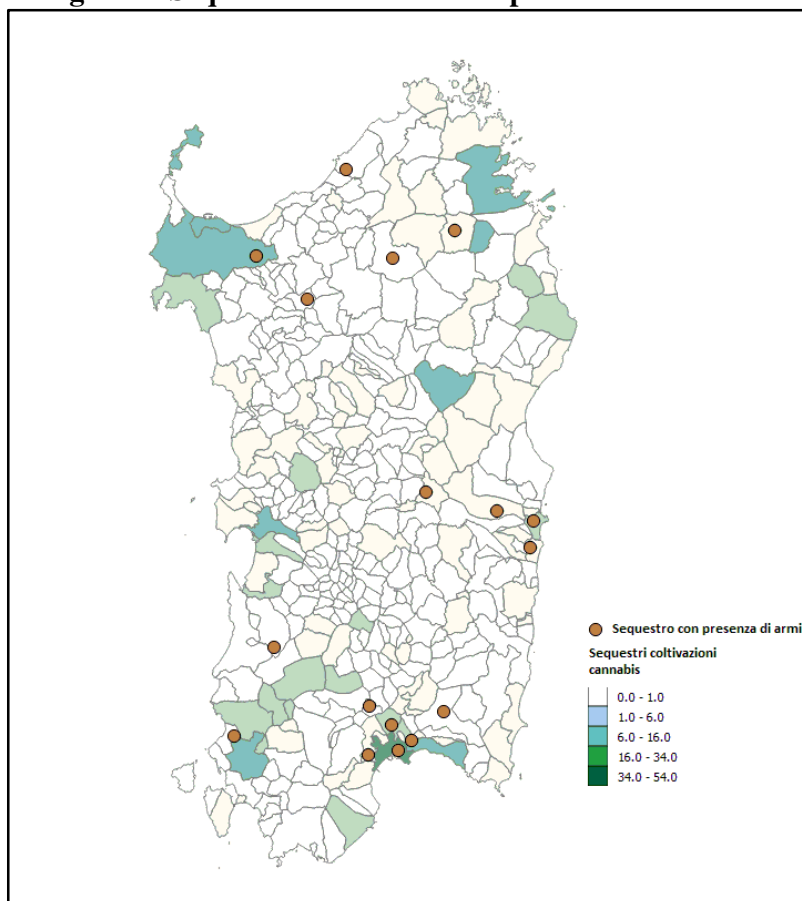 Sequestro con presenza di armi
Sequestri coltivazioni
cannabis
0.0 - 1.0
1.0 - 6.0
6.0 - 16.0
16.0 - 34.0
34.0 - 54.0